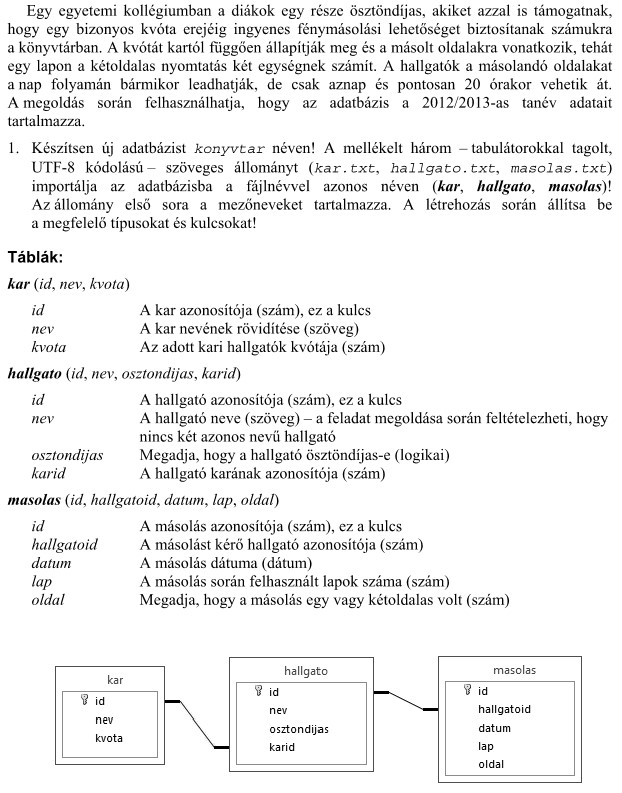 Egy egyetemi kollégiumban a diákok egy része ösztöndíjas, akiket azzal is támogatnak,
hogy egy bizonyos kvóta erejéig ingyenes fénymásolási lehetőséget biztosítanak számukra
a könyvtárban. A kvótát kartól függően állapítják meg és a másolt oldalakra vonatkozik, tehát
egy lapon a kétoldalas nyomtatás két egységnek számít. A hallgatók a másolandó oldalakat
a nap folyamán bármikor leadhatják, de csak aznap és pontosan 20 órakor vehetik át.
A megoldás során felhasználhatja, hogy az adatbázis a 2012/2013-as tanév adatait
tartalmazza.
1. Készítsen új adatbázist konyvtar néven! A mellékelt három – tabulátorokkal tagolt,
UTF-8 kódolású – szöveges állományt (kar.txt, hallgato.txt, masolas.txt)
importálja az adatbázisba a fájlnévvel azonos néven (kar, hallgato, masolas)!
Az állomány első sora a mezőneveket tartalmazza. A létrehozás során állítsa be
a megfelelő típusokat és kulcsokat!
Táblák:
kar (id, nev, kvota)
id A kar azonosítója (szám), ez a kulcs
nev A kar nevének rövidítése (szöveg)
kvota Az adott kari hallgatók kvótája (szám)
hallgato (id, nev, osztondijas, karid)
id A hallgató azonosítója (szám), ez a kulcs
nev A hallgató neve (szöveg) – a feladat megoldása során feltételezheti, hogy
nincs két azonos nevű hallgató
osztondijas Megadja, hogy a hallgató ösztöndíjas-e (logikai)
karid A hallgató karának azonosítója (szám)
masolas (id, hallgatoid, datum, lap, oldal)
id A másolás azonosítója (szám), ez a kulcs
hallgatoid A másolást kérő hallgató azonosítója (szám)
datum A másolás dátuma (dátum)
lap A másolás során felhasznált lapok száma (szám)
oldal Megadja, hogy a másolás egy vagy kétoldalas volt (szám)
kar
id
nev
kvota
hallgato
id
nev
osztondijas
karid
masolas
id
hallgatoid
datum
lap
oldal